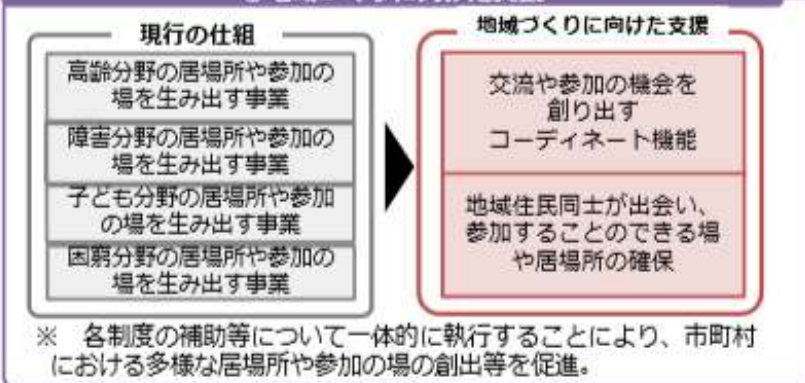 現行の仕組
高齢分野の居場所や参加の
場を生み出す事業
障害分野の居場所や参加の
場を生み出す事業
子ども分野の居場所や参加
の場を生み出す事業
困窮分野の居場所や参加の
場を生み出す事業
地域づくりに向けた支援
交流や参加の機会を
創り出す
コーディネート機能
地域住民同士が出会い、
参加することのできる場
や居場所の確保
※　各制度の補助等について一体的に執行することにより、市町村
における多様な居場所や参加の場の創出等を促進。